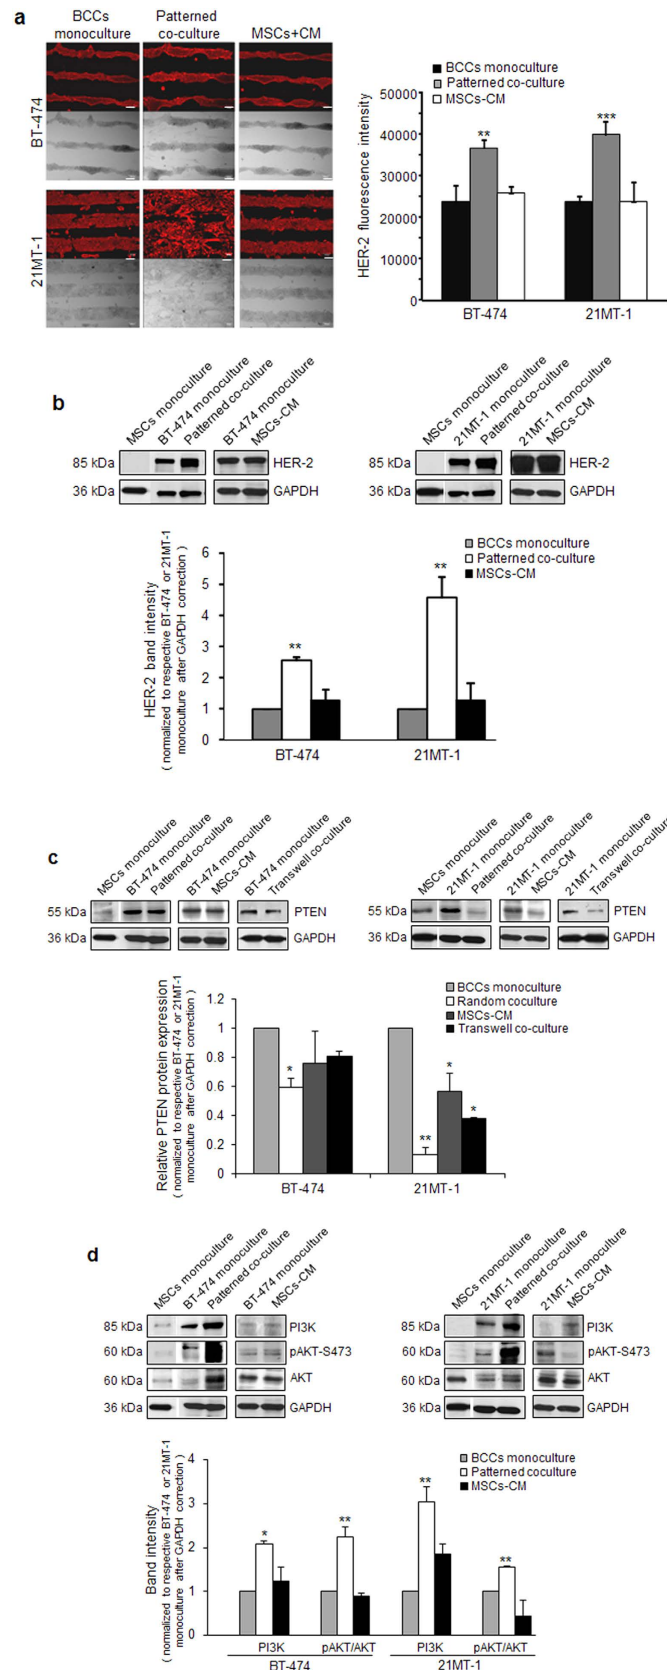 a
BCCs monoculture
Patterned co-culture
MSCs+CM
BT-474
21MT-1
BCCs monoculture
Patterned co-culture
MSCs-CM
HER-2 fluorescence intensity
50000
40000
30000
20000
10000
0
**
***
BT-474
21MT-1
b
MSCs monoculture
BT-474 monoculture
Patterned co-culture
BT-474 monoculture
MSCs-CM
85 kDa
HER-2
36 kDa
GAPDH
MSCs monoculture
21MT-1 monoculture
Patterned co-culture
21MT-1 monoculture
MSCs-CM
85 kDa
HER-2
36 kDa
GAPDH
BCCs monoculture
Patterned co-culture
MSCs-CM
HER-2 band intensity
( normalized to respective BT-474 or 21MT-1
monoculture after GAPDH correction )
6
5
4
3
2
1
0
**
**
BT-474
21MT-1
c
MSCs monoculture
BT-474 monoculture
Patterned co-culture
BT-474 monoculture
MSCs-CM
BT-474 monoculture
Transwell co-culture
55 kDa
PTEN
36 kDa
GAPDH
MSCs monoculture
21MT-1 monoculture
Patterned co-culture
21MT-1 monoculture
MSCs-CM
21MT-1 monoculture
Transwell co-culture
55 kDa
PTEN
36 kDa
GAPDH
BCCs monoculture
Random coculture
MSCs-CM
Transwell co-culture
Relative PTEN protein expression
( normalized to respective BT-474 or 21MT-1
monoculture after GAPDH correction )
1.2
1
0.8
0.6
0.4
0.2
0
*
**
*
*
BT-474
21MT-1
d
MSCs monoculture
BT-474 monoculture
Patterned co-culture
BT-474 monoculture
MSCs-CM
85 kDa
PI3K
60 kDa
pAKT-S473
60 kDa
AKT
36 kDa
GAPDH
MSCs monoculture
21MT-1 monoculture
Patterned co-culture
21MT-1 monoculture
MSCs-CM
85 kDa
PI3K
60 kDa
pAKT-S473
60 kDa
AKT
36 kDa
GAPDH
BCCs monoculture
Patterned coculture
MSCs-CM
Band intensity
( normalized to respective BT-474 or 21MT-1
monoculture after GAPDH correction )
4
3
2
1
0
*
**
**
**
PI3K
pAKT/AKT
PI3K
pAKT/AKT
BT-474
21MT-1